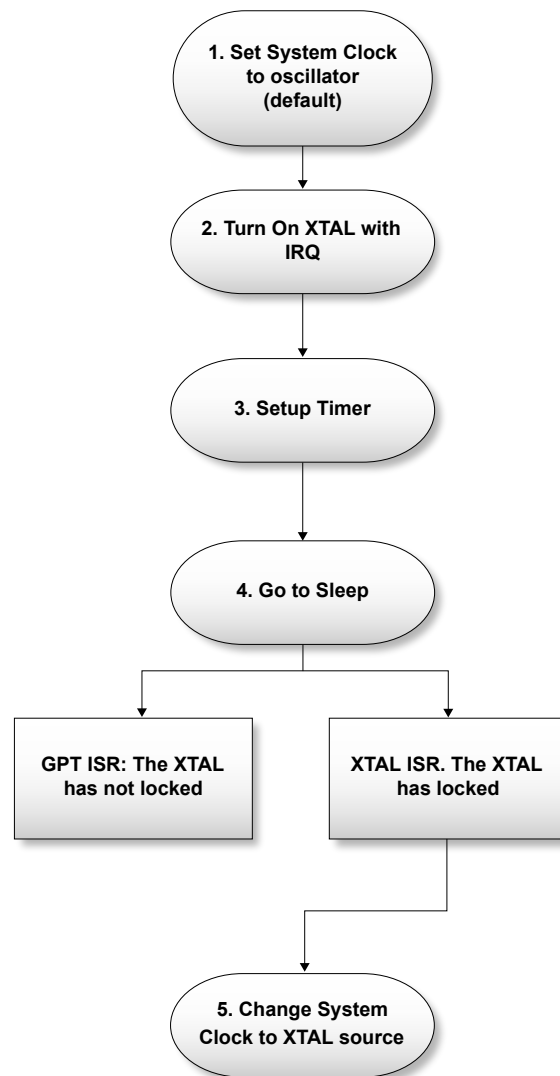 1. Set System Clock
to oscillator
(default)
2. Turn On XTAL with
IRQ
3. Setup Timer
4. Go to Sleep
GPT ISR: The XTAL
has not locked
XTAL ISR. The XTAL
has locked
5. Change System
Clock to XTAL source